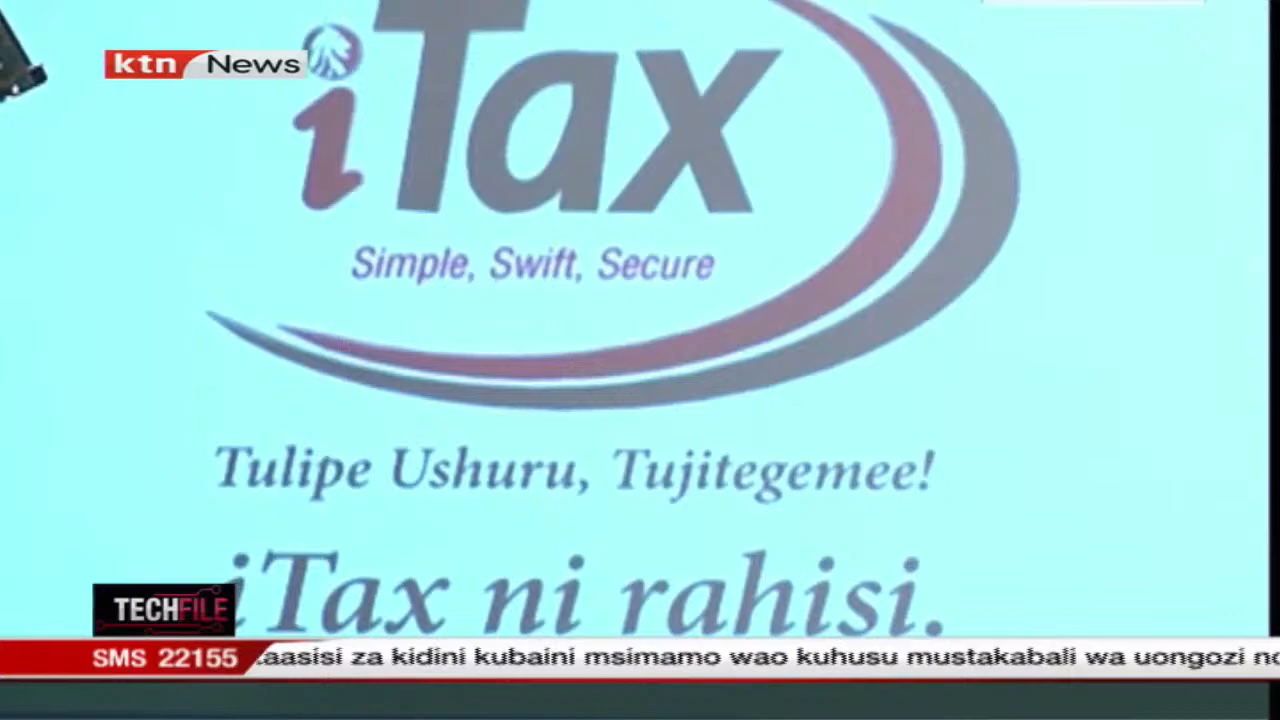 ktn News
iTax
Simple, Swift, Secure
Tulipe Ushuru, Tujitegemee!
iTax ni rahisi.
TECHFILE
SMS 22155
taasisi za kidini kubaini msimamo wao kuhusu mustakabali wa uongozi